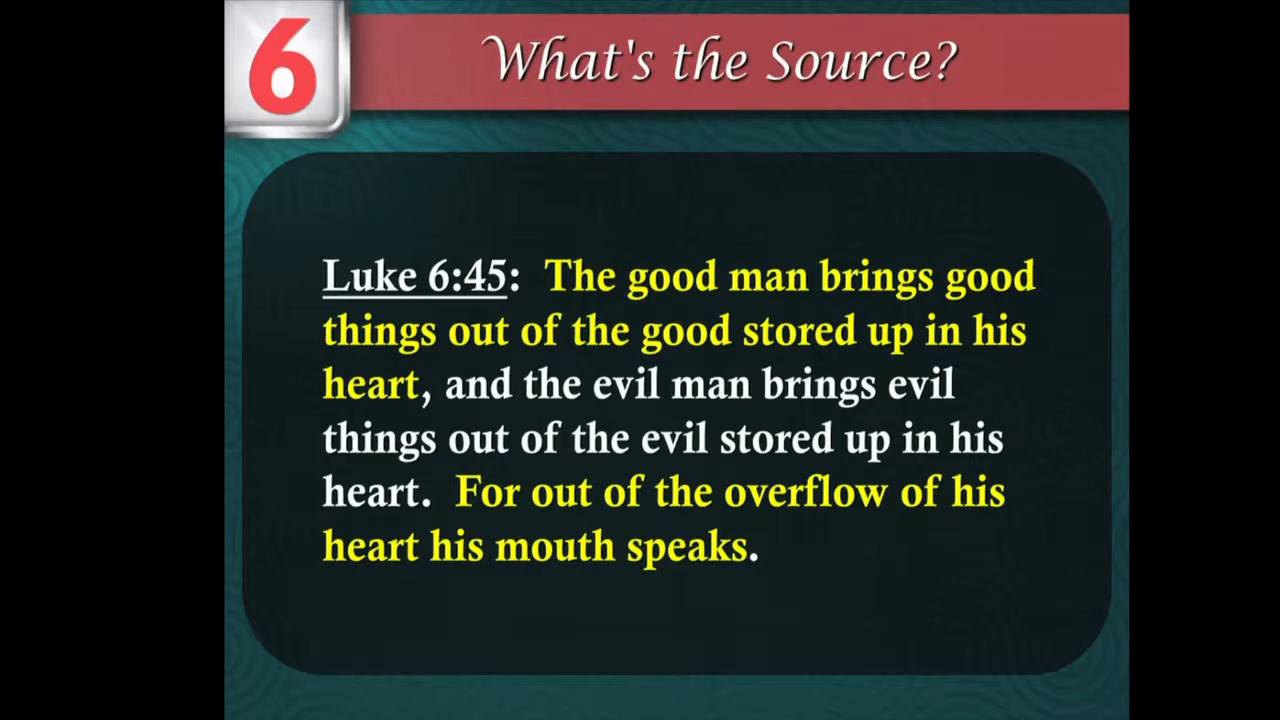 6
What's the Source?
Luke 6:45: The good man brings good
things out of the good stored up in his
heart, and the evil man brings evil
things out of the evil stored up in his
heart. For out of the overflow of his
heart his mouth speaks.